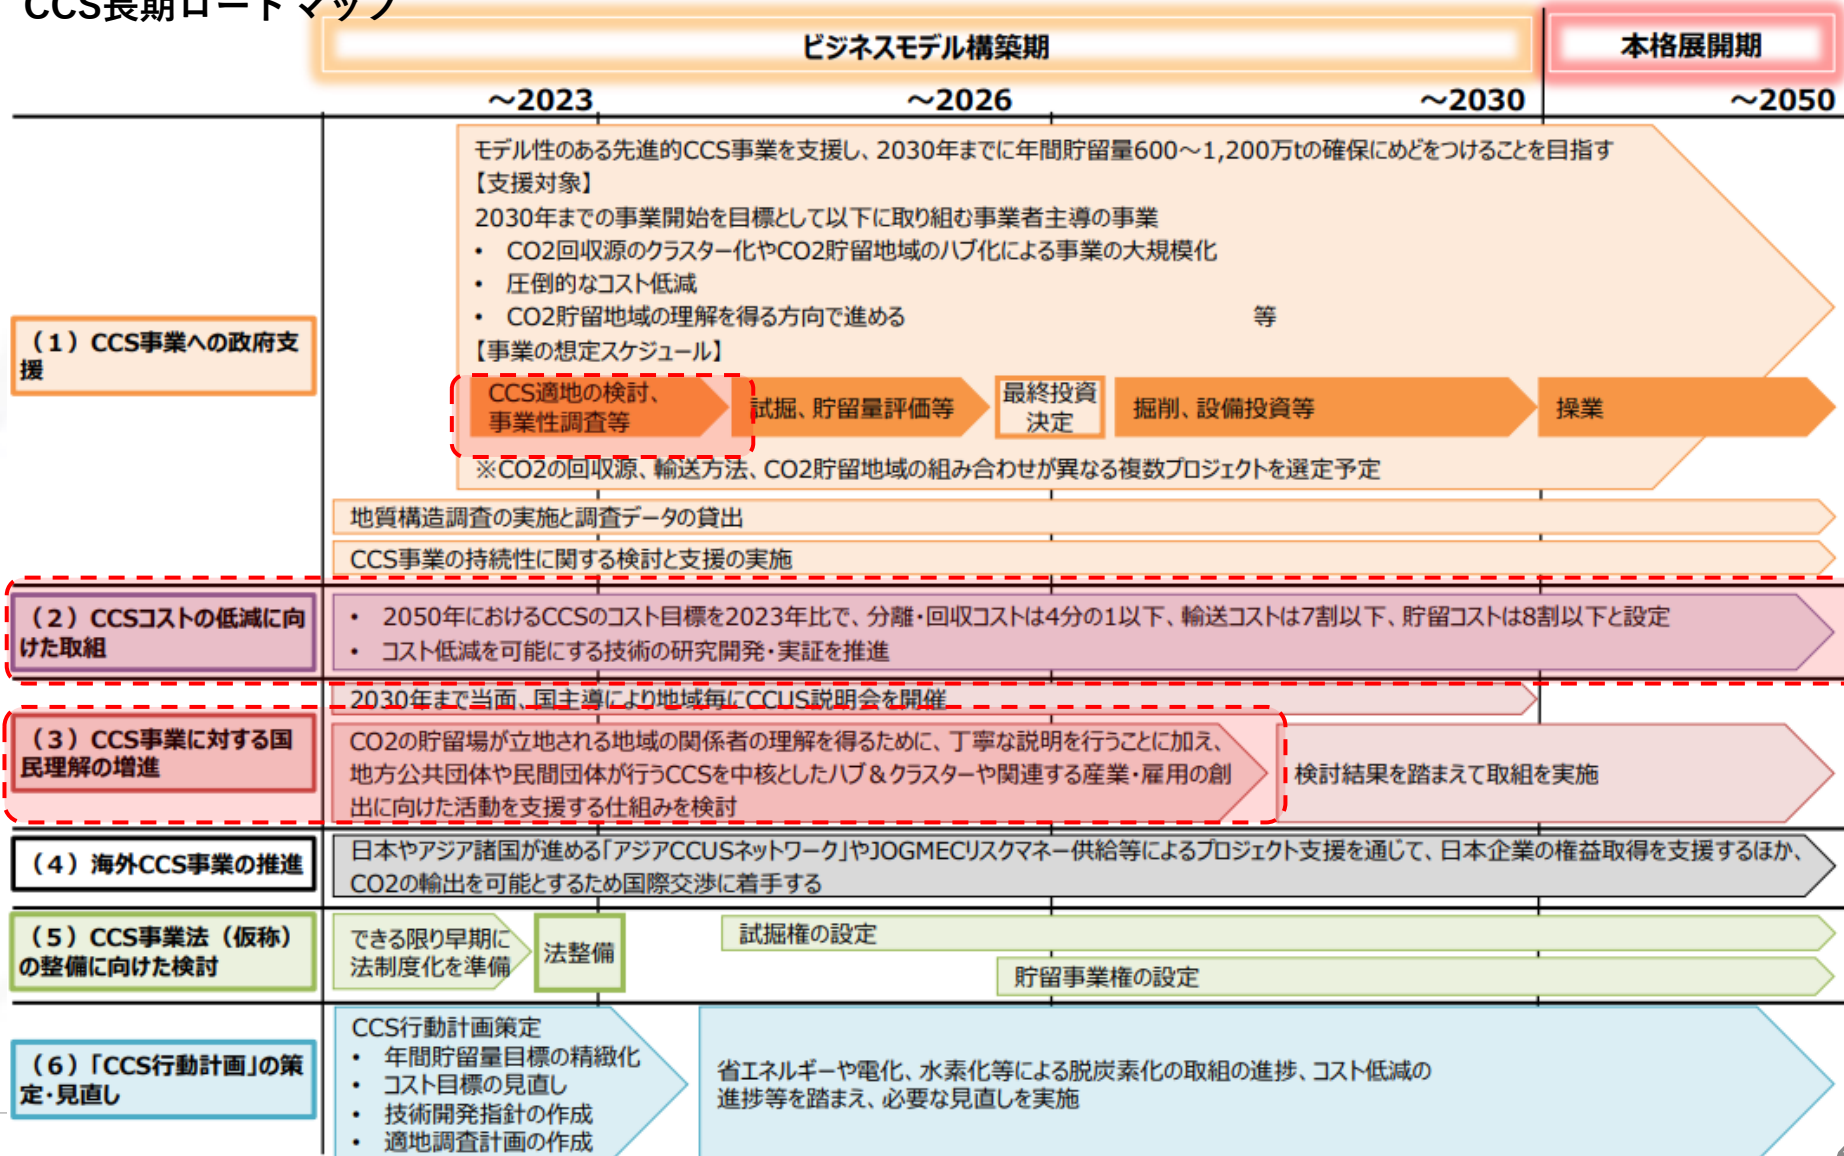 CCS長期ロードマップ
ビジネスモデル構築期
本格展開期
～2023
～2026
～2030
～2050
（1）CCS事業への政府支
援
モデル性のある先進的CCS事業を支援し、2030年までに年間貯留量600～1,200万tの確保にめどをつけることを目指す
【支援対象】
2030年までの事業開始を目標として以下に取り組む事業者主導の事業
• CO2回収源のクラスター化やCO2貯留地域のハブ化による事業の大規模化
• 圧倒的なコスト低減
• CO2貯留地域の理解を得る方向で進める 等
【事業の想定スケジュール】
CCS適地の検討、
事業性調査等
試掘、貯留量評価等
最終投資
決定
掘削、設備投資等
操業
※CO2の回収源、輸送方法、CO2貯留地域の組み合わせが異なる複数プロジェクトを選定予定
地質構造調査の実施と調査データの貸出
CCS事業の持続性に関する検討と支援の実施
（2）CCSコストの低減に向
けた取組
• 2050年におけるCCSのコスト目標を2023年比で、分離・回収コストは4分の1以下、輸送コストは7割以下、貯留コストは8割以下と設定
• コスト低減を可能にする技術の研究開発・実証を推進
2030年まで当面、国主導により地域毎にCCUS説明会を開催
（3）CCS事業に対する国
民理解の増進
CO2の貯留場が立地される地域の関係者の理解を得るために、丁寧な説明を行うことに加え、
地方公共団体や民間団体が行うCCSを中核としたハブ＆クラスターや関連する産業・雇用の創
出に向けた活動を支援する仕組みを検討
検討結果を踏まえて取組を実施
（4）海外CCS事業の推進
日本やアジア諸国が進める「アジアCCUSネットワーク」やJOGMECリスクマネー供給等によるプロジェクト支援を通じて、日本企業の権益取得を支援するほか、
CO2の輸出を可能とするため国際交渉に着手する
（5）CCS事業法（仮称）
の整備に向けた検討
できる限り早期に
法制度化を準備
法整備
試掘権の設定
貯留事業権の設定
（6）「CCS行動計画」の策
定・見直し
CCS行動計画策定
• 年間貯留量目標の精緻化
• コスト目標の見直し
• 技術開発指針の作成
• 適地調査計画の作成
省エネルギーや電化、水素化等による脱炭素化の取組の進捗、コスト低減の
進捗等を踏まえ、必要な見直しを実施